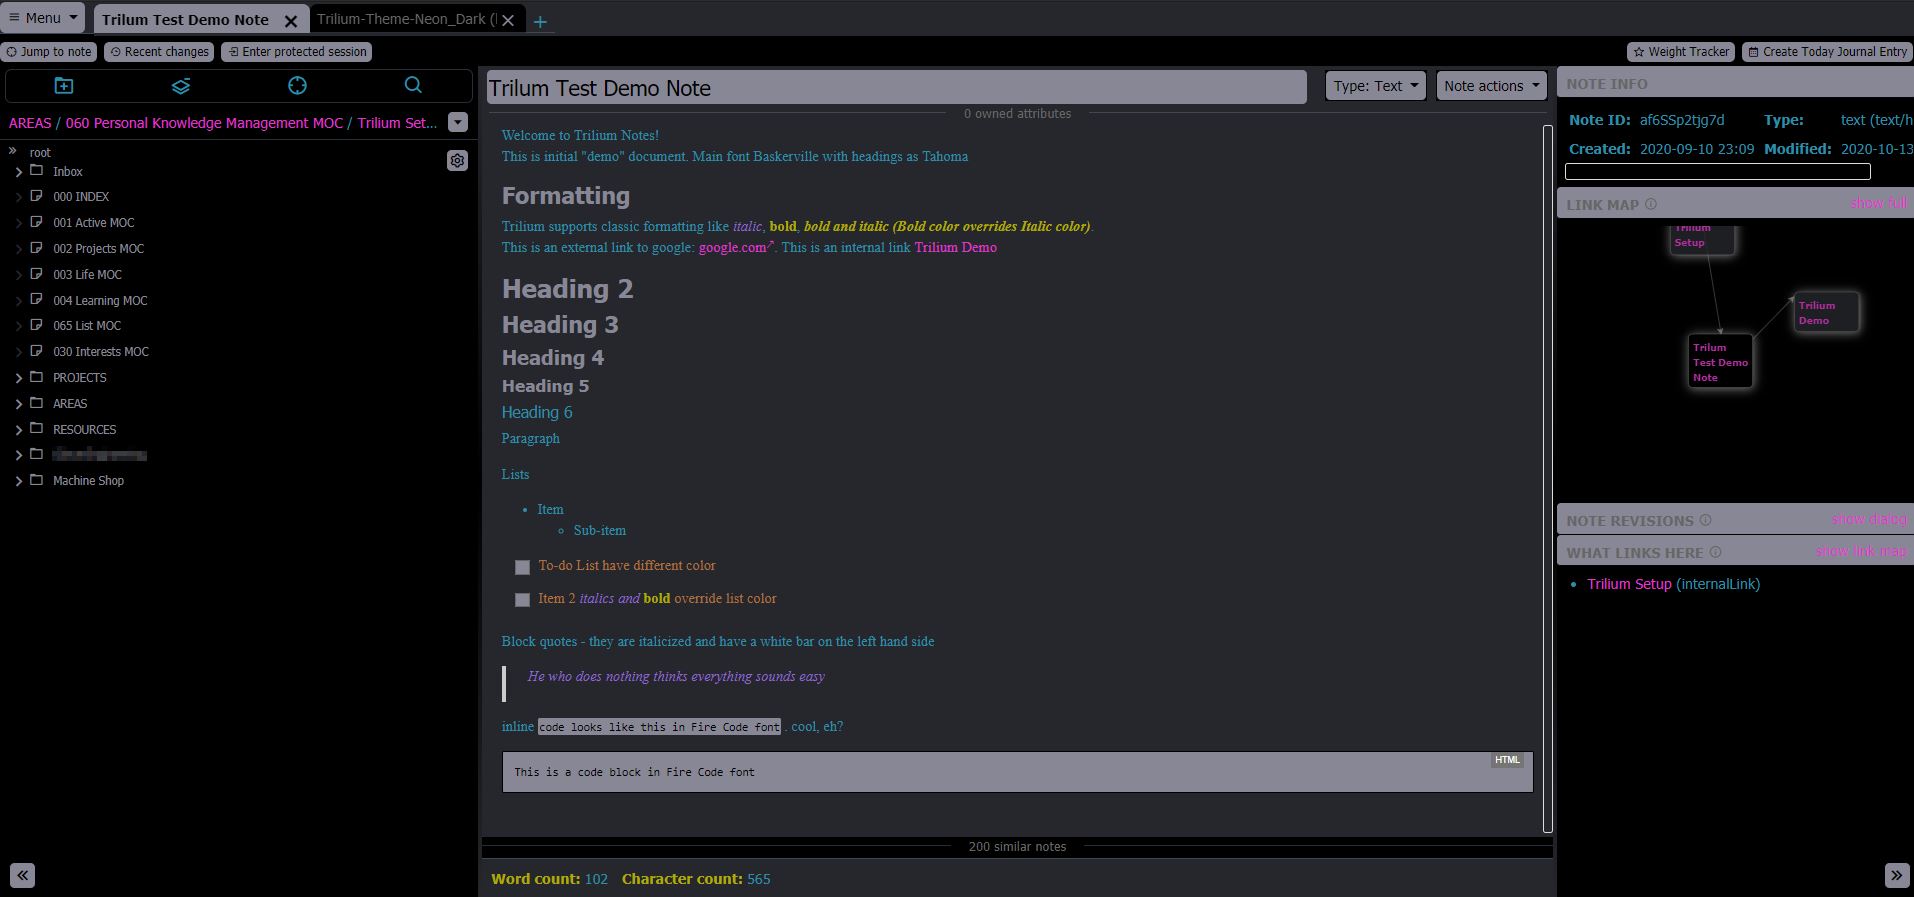 Menu
Trilum Test Demo Note
Trilium-Theme-Neon_Dark (
Jump to note
Recent changes
Enter protected session
Weight Tracker
Create Today Journal Entry
AREAS / 060 Personal Knowledge Management MOC / Trilium Set...
root
Inbox
000 INDEX
001 Active MOC
002 Projects MOC
003 Life MOC
004 Learning MOC
065 List MOC
030 Interests MOC
PROJECTS
AREAS
RESOURCES
Machine Shop
Trilum Test Demo Note
Type: Text
Note actions
0 owned attributes
Welcome to Trilium Notes!
This is initial "demo" document. Main font Baskerville with headings as Tahoma
Formatting
Trilium supports classic formatting like italic, bold, bold and italic (Bold color overrides Italic color).
This is an external link to google: google.com. This is an internal link Trilium Demo
Heading 2
Heading 3
Heading 4
Heading 5
Heading 6
Paragraph
Lists
• Item
◦ Sub-item
To-do List have different color
Item 2 italics and bold override list color
Block quotes - they are italicized and have a white bar on the left hand side
He who does nothing thinks everything sounds easy
inline code looks like this in Fire Code font . cool, eh?
HTML
This is a code block in Fire Code font
200 similar notes
Word count: 102 Character count: 565
NOTE INFO
Note ID: af6SSp2tjg7d Type: text (text/h
Created: 2020-09-10 23:09 Modified: 2020-10-13
LINK MAP
show full
Trilium
Setup
Trilium
Demo
Trilum
Test Demo
Note
NOTE REVISIONS
show dialog
WHAT LINKS HERE
show link map
• Trilium Setup (internalLink)